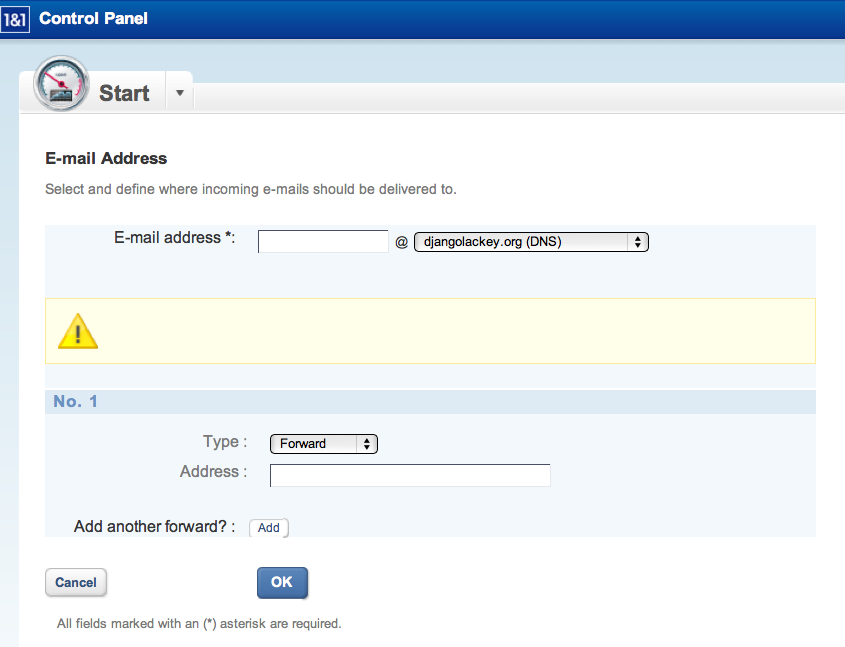 1&1 Control Panel
Start
E-mail Address
Select and define where incoming e-mails should be delivered to.
E-mail address *: @ djangolackey.org (DNS)
No. 1
Type : Forward
Address :
Add another forward? : Add
Cancel OK
All fields marked with an (*) asterisk are required.